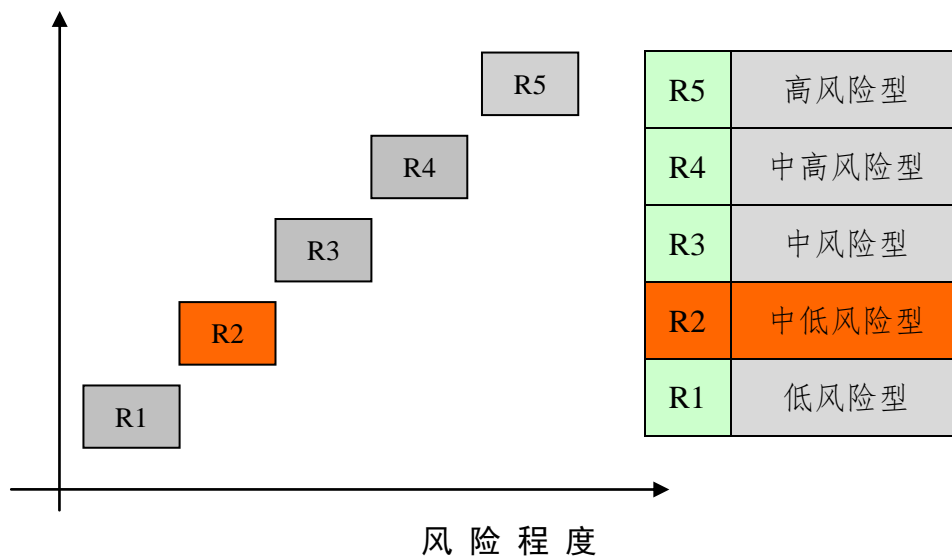 R5
R4
R3
R2
R1
风险程度
R5 高风险型
R4 中高风险型
R3 中风险型
R2 中低风险型
R1 低风险型